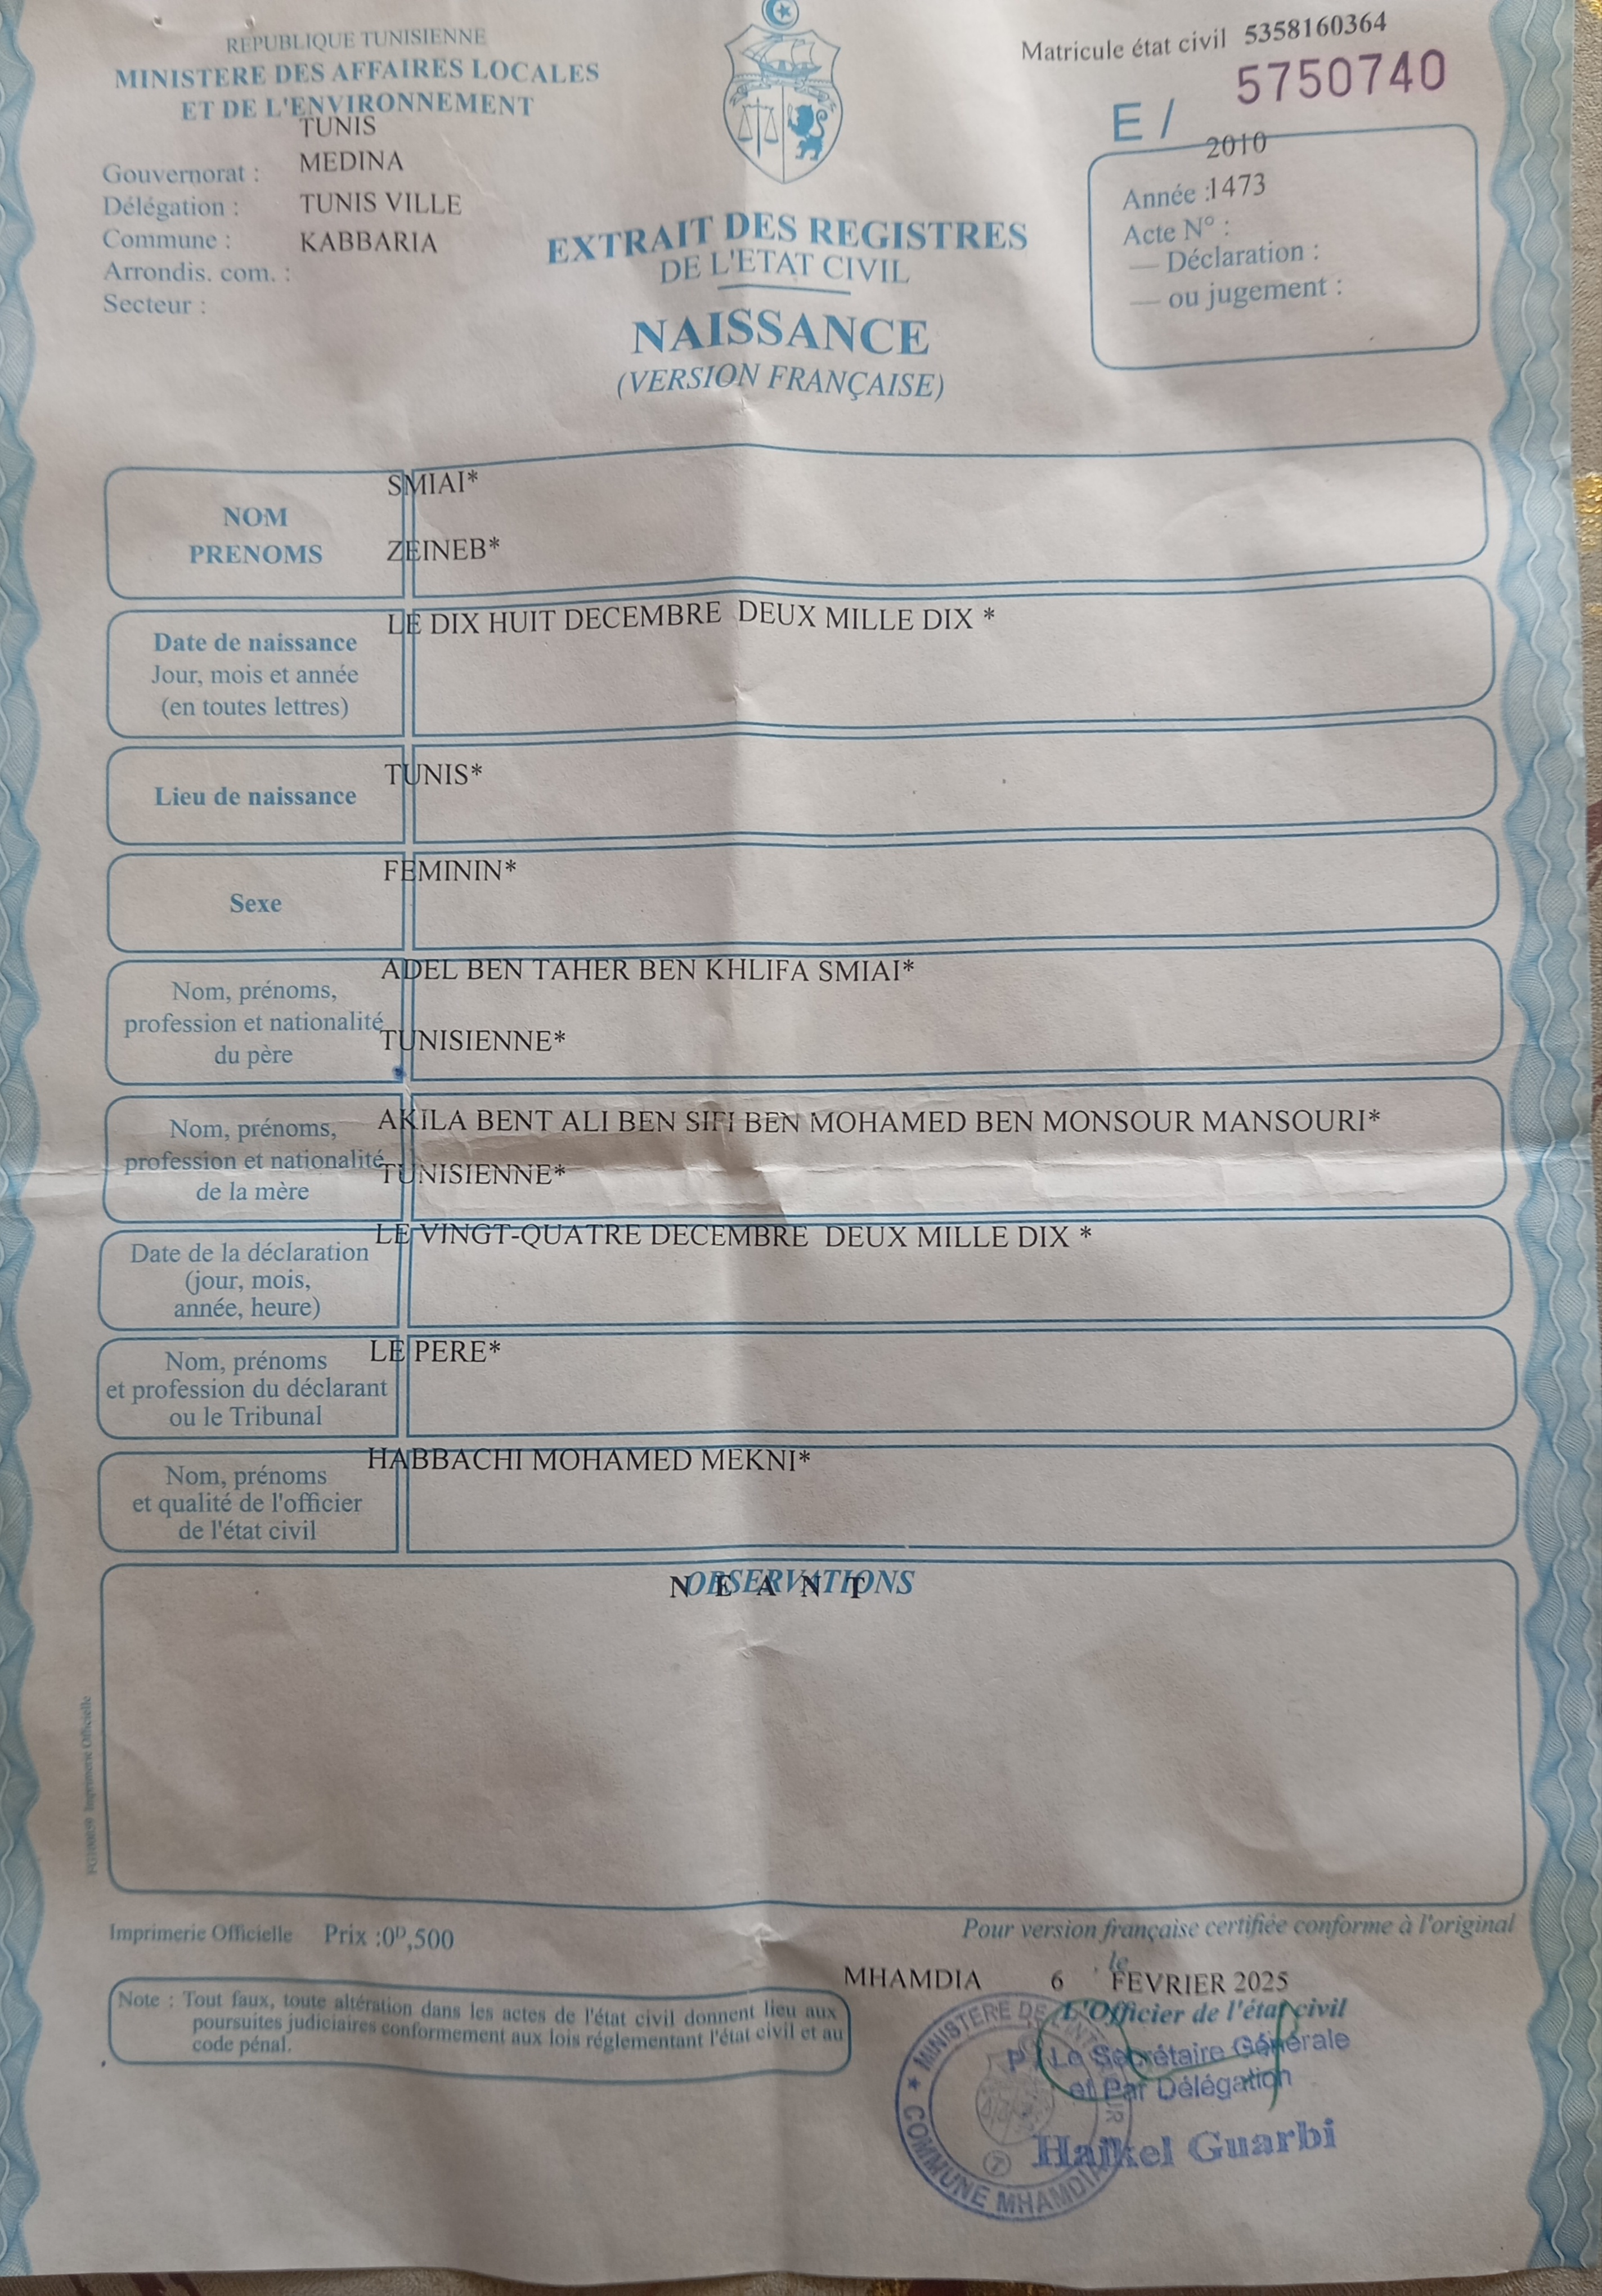 REPUBLIQUE TUNISIENNE
MINISTERE DES AFFAIRES LOCALES
ET DE L'ENVIRONNEMENT
TUNIS
Gouvernorat : MEDINA
Délégation : TUNIS VILLE
Commune : KABBARIA
Arrondis. com. :
Secteur :
Matricule état civil 5358160364
E / 5750740
2010
Année : 1473
Acte N° :
— Déclaration :
— ou jugement :
EXTRAIT DES REGISTRES
DE L'ETAT CIVIL
NAISSANCE
(VERSION FRANÇAISE)
NOM
PRENOMS
SMIAI*
ZEINEB*
Date de naissance
Jour, mois et année
(en toutes lettres)
LE DIX HUIT DECEMBRE DEUX MILLE DIX *
Lieu de naissance
TUNIS*
Sexe
FEMININ*
Nom, prénoms,
profession et nationalité
du père
ADEL BEN TAHER BEN KHLIFA SMIAI*
TUNISIENNE*
Nom, prénoms,
profession et nationalité
de la mère
AKILA BENT ALI BEN SIFI BEN MOHAMED BEN MONSOUR MANSOURI*
TUNISIENNE*
Date de la déclaration
(jour, mois,
année, heure)
LE VINGT-QUATRE DECEMBRE DEUX MILLE DIX *
Nom, prénoms
et profession du déclarant
ou le Tribunal
LE PERE*
Nom, prénoms
et qualité de l'officier
de l'état civil
HABBACHI MOHAMED MEKNI*
OBSERVATIONS
N E A N T
Imprimerie Officielle
Imprimerie Officielle Prix :0ᴰ,500
Note : Tout faux, toute altération dans les actes de l'état civil donnent lieu aux
poursuites judiciaires conformement aux lois réglementant l'état civil et au
code pénal.
Pour version française certifiée conforme à l'original
le
MHAMDIA 6 FEVRIER 2025
L'Officier de l'état civil
P / Le Secrétaire Générale
et Par Délégation
Haikel Guarbi
MINISTERE DE L'INTERIEUR
★ COMMUNE MHAMDIA